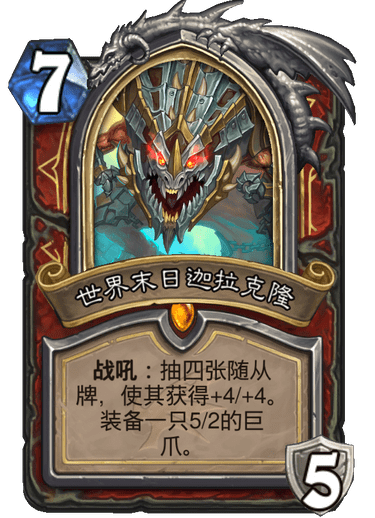 7
世界末日迦拉克隆
战吼：抽四张随从
牌，使其获得+4/+4。
装备一只5/2的巨
爪。
5